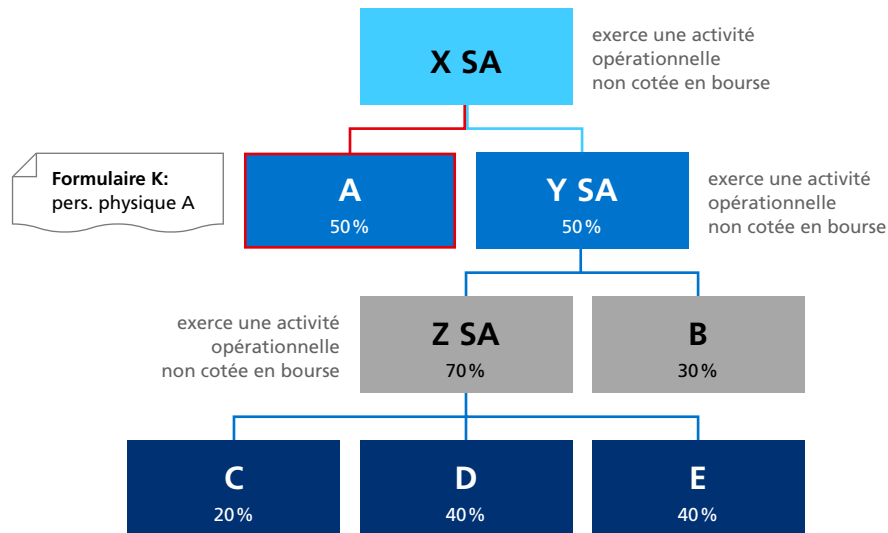 X SA
exerce une activité
opérationnelle
non cotée en bourse
Formulaire K:
pers. physique A
A
50%
Y SA
50%
exerce une activité
opérationnelle
non cotée en bourse
exerce une activité
opérationnelle
non cotée en bourse
Z SA
70%
B
30%
C
20%
D
40%
E
40%